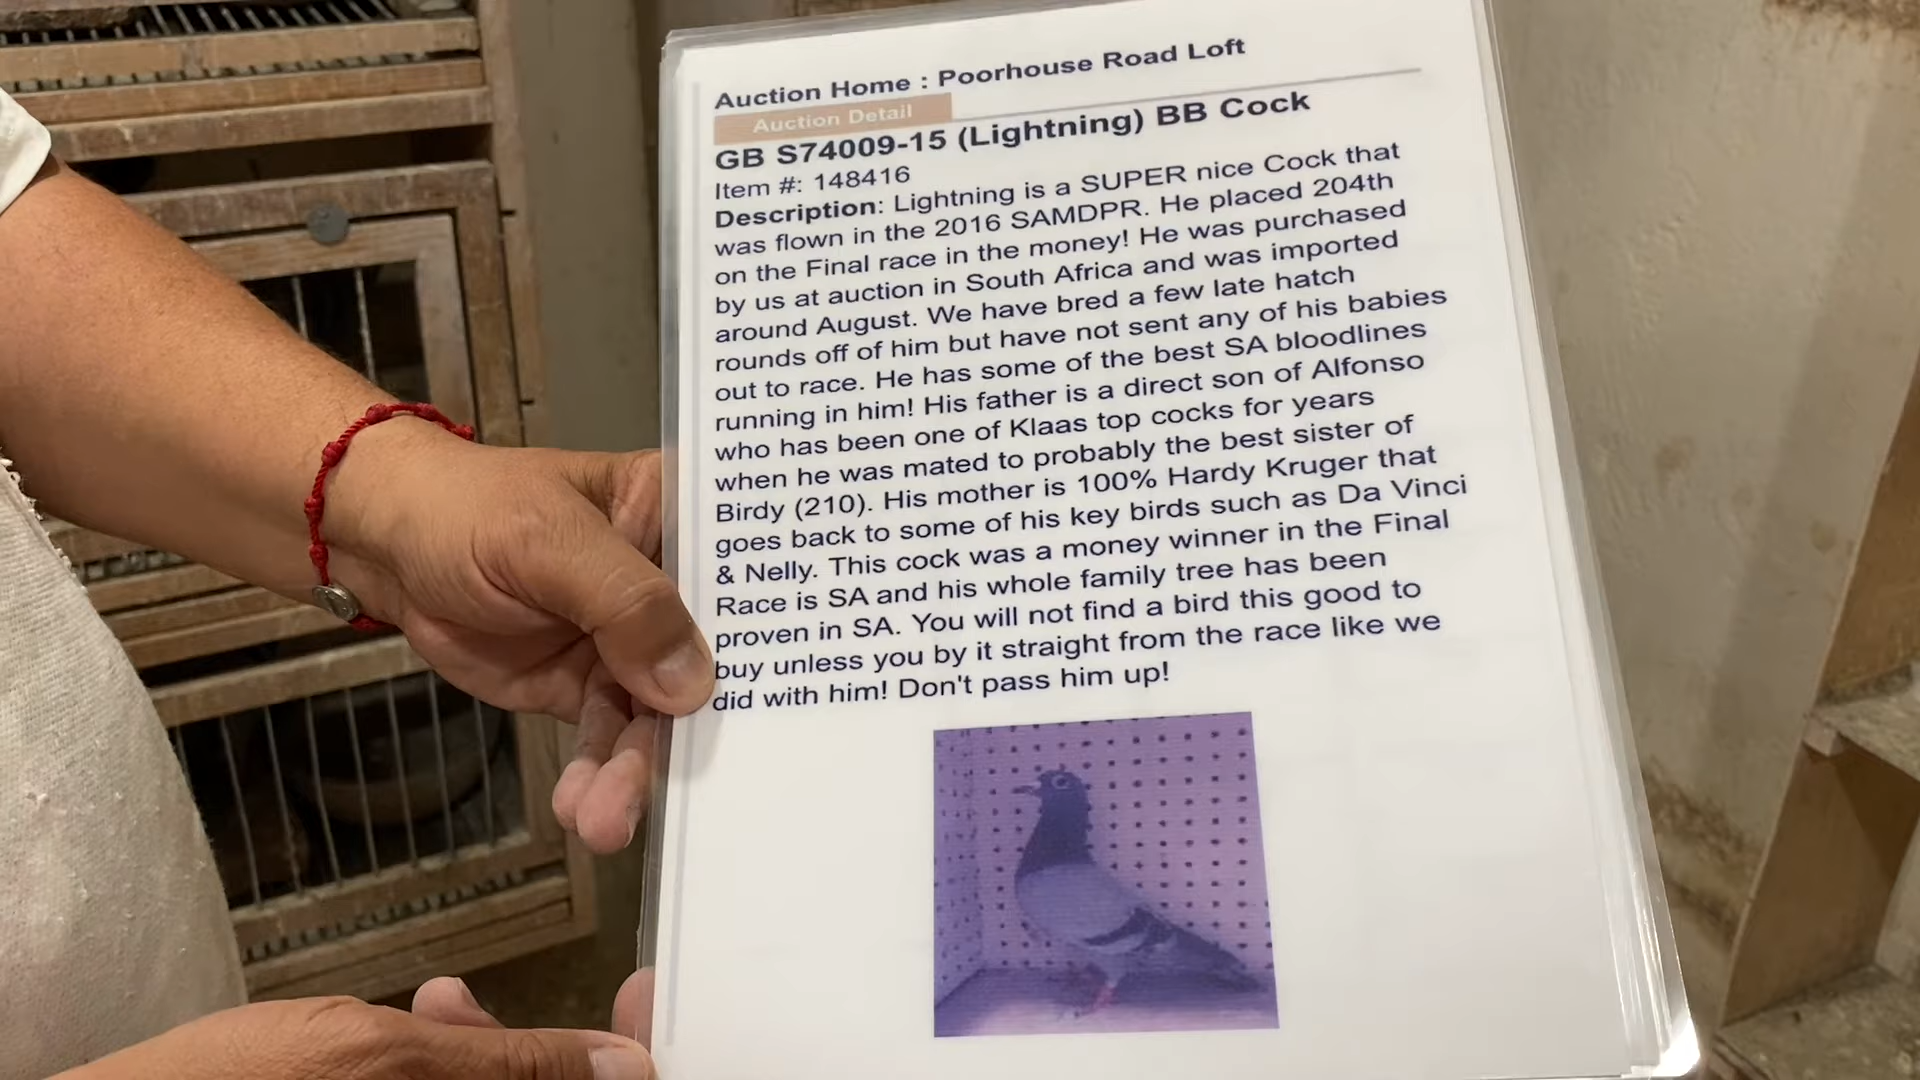 Auction Home : Poorhouse Road Loft
Auction Detail
GB S74009-15 (Lightning) BB Cock
Item #: 148416
Description: Lightning is a SUPER nice Cock that
was flown in the 2016 SAMDPR. He placed 204th
on the Final race in the money! He was purchased
by us at auction in South Africa and was imported
around August. We have bred a few late hatch
rounds off of him but have not sent any of his babies
out to race. He has some of the best SA bloodlines
running in him! His father is a direct son of Alfonso
who has been one of Klaas top cocks for years
when he was mated to probably the best sister of
Birdy (210). His mother is 100% Hardy Kruger that
goes back to some of his key birds such as Da Vinci
& Nelly. This cock was a money winner in the Final
Race is SA and his whole family tree has been
proven in SA. You will not find a bird this good to
buy unless you by it straight from the race like we
did with him! Don't pass him up!